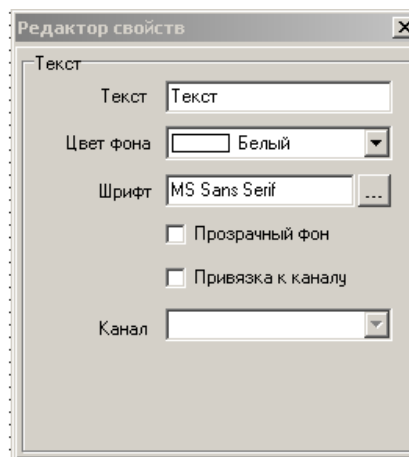 Редактор свойств
Текст
Текст Текст
Цвет фона Белый
Шрифт MS Sans Serif ...
Прозрачный фон
Привязка к каналу
Канал